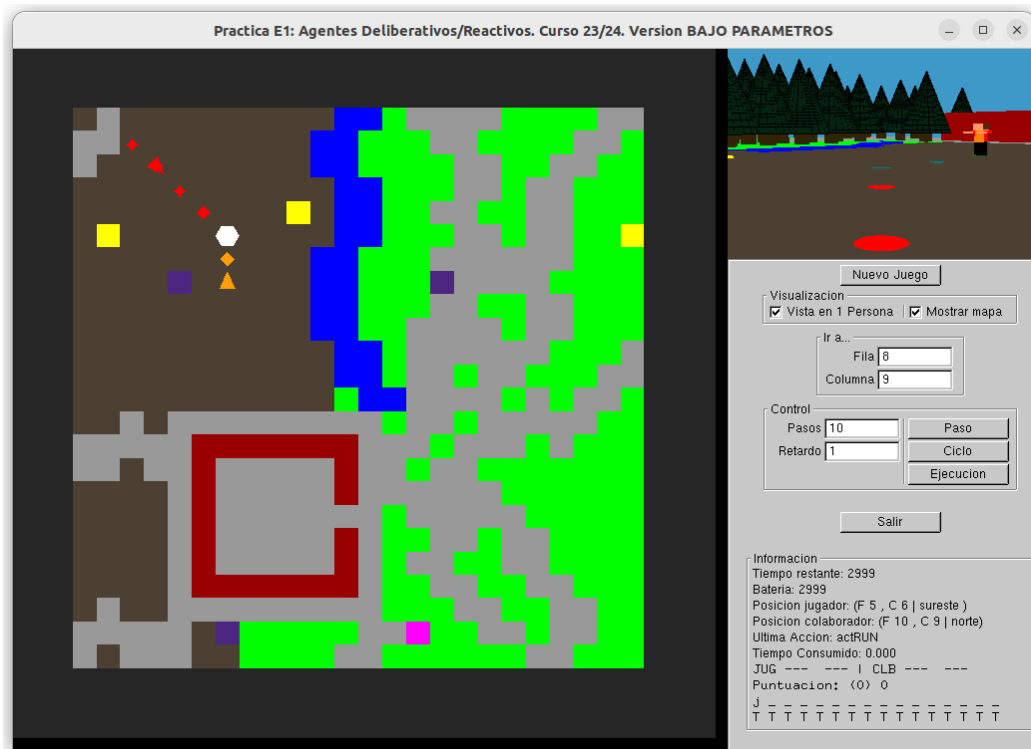 Practica E1: Agentes Deliberativos/Reactivos. Curso 23/24. Version BAJO PARAMETROS
Nuevo Juego
Visualizacion
Vista en 1 Persona
Mostrar mapa
Ir a...
Fila 8
Columna 9
Control
Pasos 10 Paso
Retardo 1 Ciclo
Ejecucion
Salir
Informacion
Tiempo restante: 2999
Bateria: 2999
Posicion jugador: (F 5 , C 6 | sureste )
Posicion colaborador: (F 10 , C 9 | norte)
Ultima Accion: actRUN
Tiempo Consumido: 0.000
JUG --- --- | CLB --- ---
Puntuacion: (0) 0
j _ _ _ _ _ _ _ _ _ _ _ _ _ _ _
T T T T T T T T T T T T T T T T